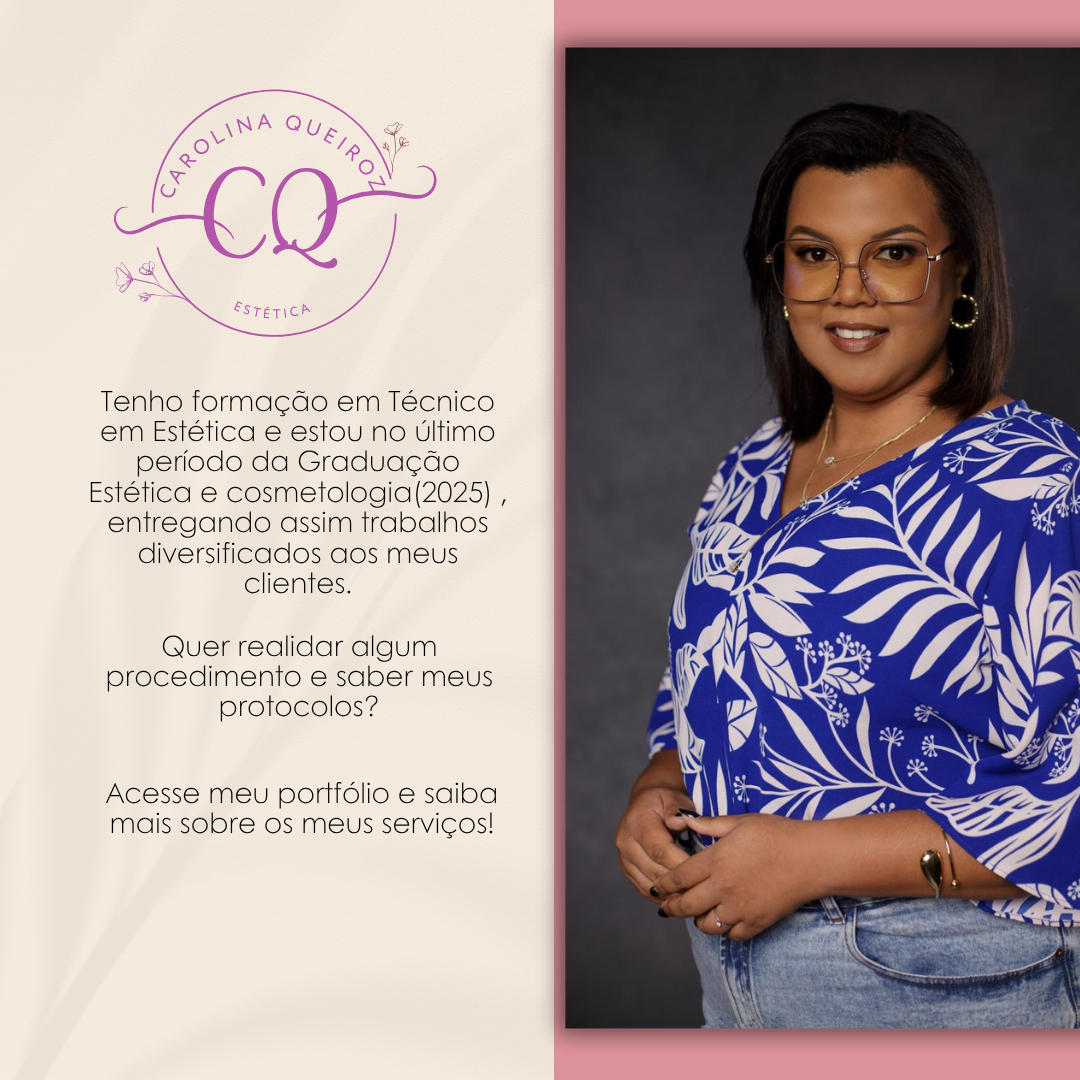 CAROLINA QUEIROZ
CQ
ESTÉTICA
Tenho formação em Técnico
em Estética e estou no último
período da Graduação
Estética e cosmetologia(2025) ,
entregando assim trabalhos
diversificados aos meus
clientes.
Quer realidar algum
procedimento e saber meus
protocolos?
Acesse meu portfólio e saiba
mais sobre os meus serviços!